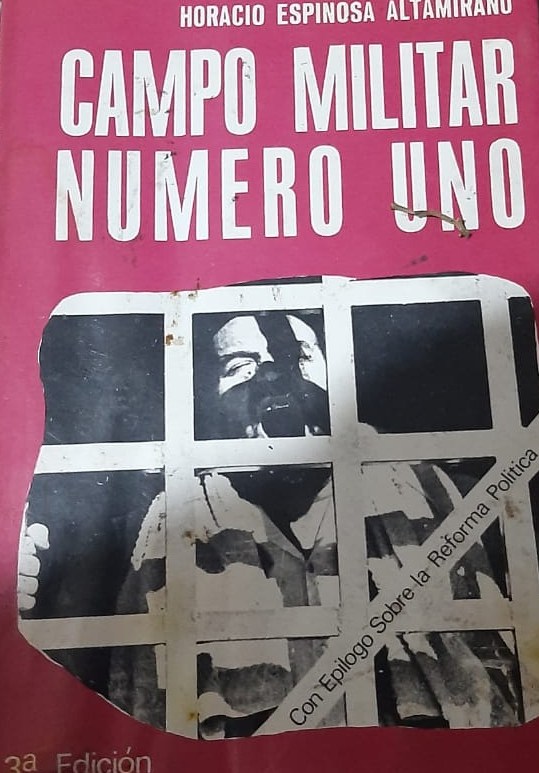 HORACIO ESPINOSA ALTAMIRANO
CAMPO MILITAR
NUMERO UNO
Con Epilogo Sobre la Reforma Politica
3ª Edición